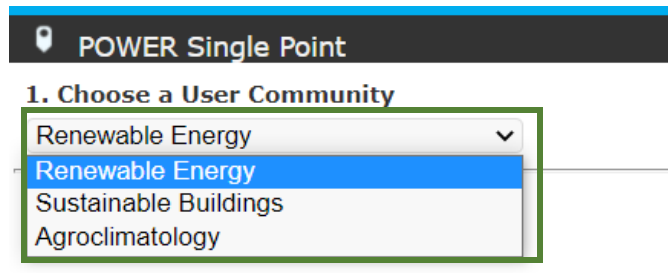 POWER Single Point
1. Choose a User Community
Renewable Energy
Renewable Energy
Sustainable Buildings
Agroclimatology